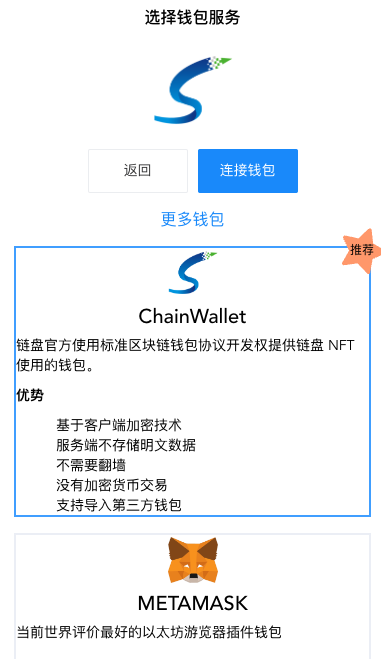 选择钱包服务
返回
连接钱包
更多钱包
推荐
ChainWallet
链盘官方使用标准区块链钱包协议开发权提供链盘 NFT
使用的钱包。
优势
基于客户端加密技术
服务端不存储明文数据
不需要翻墙
没有加密货币交易
支持导入第三方钱包
METAMASK
当前世界评价最好的以太坊游览器插件钱包